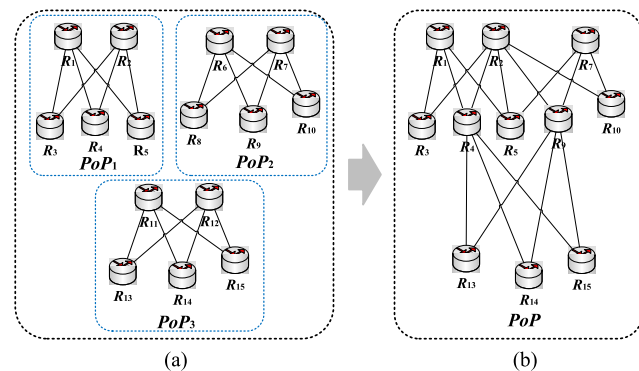 R1 R2 R6 R7 R1 R2 R7
R3 R4 R5 R8 R9 R10 R3 R4 R5 R9 R10
PoP1 PoP2
R11 R12
R13 R14 R15 R13 R14 R15
PoP3 PoP
(a) (b)